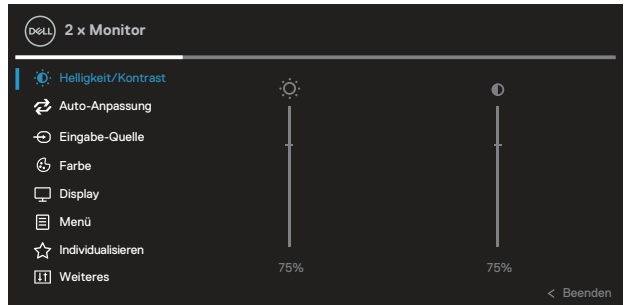 DELL 2 x Monitor
Helligkeit/Kontrast
Auto-Anpassung
Eingabe-Quelle
Farbe
Display
Menü
Individualisieren
Weiteres
75% 75%
< Beenden